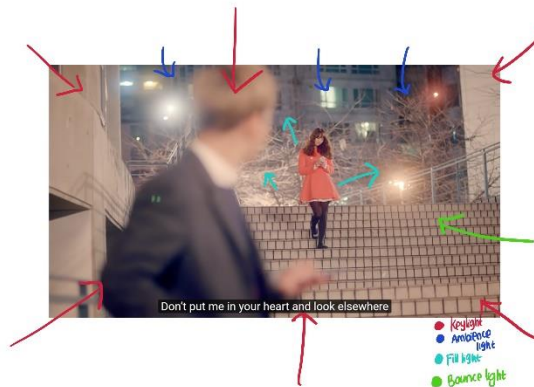 Don't put me in your heart and look elsewhere
Keylight
Ambience
light
Fill light
Bounce light